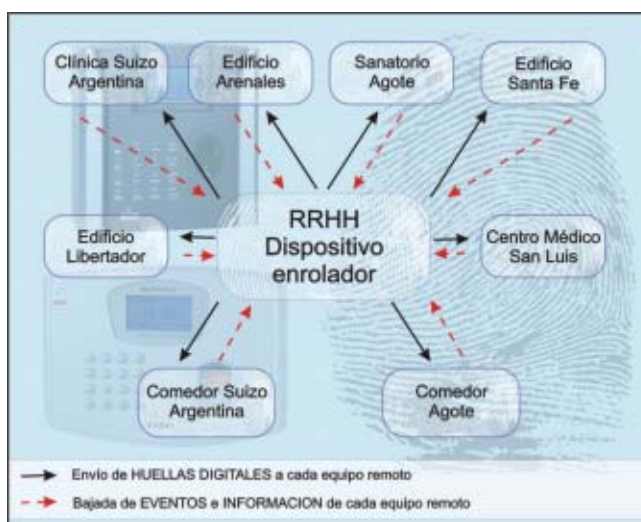 Clínica Suizo
Argentina
Edificio
Arenales
Sanatorio
Agote
Edificio
Santa Fe
RRHH
Dispositivo
enrolador
Edificio
Libertador
Centro Médico
San Luis
Comedor Suizo
Argentina
Comedor
Agote
Envío de HUELLAS DIGITALES a cada equipo remoto
Bajada de EVENTOS e INFORMACION de cada equipo remoto